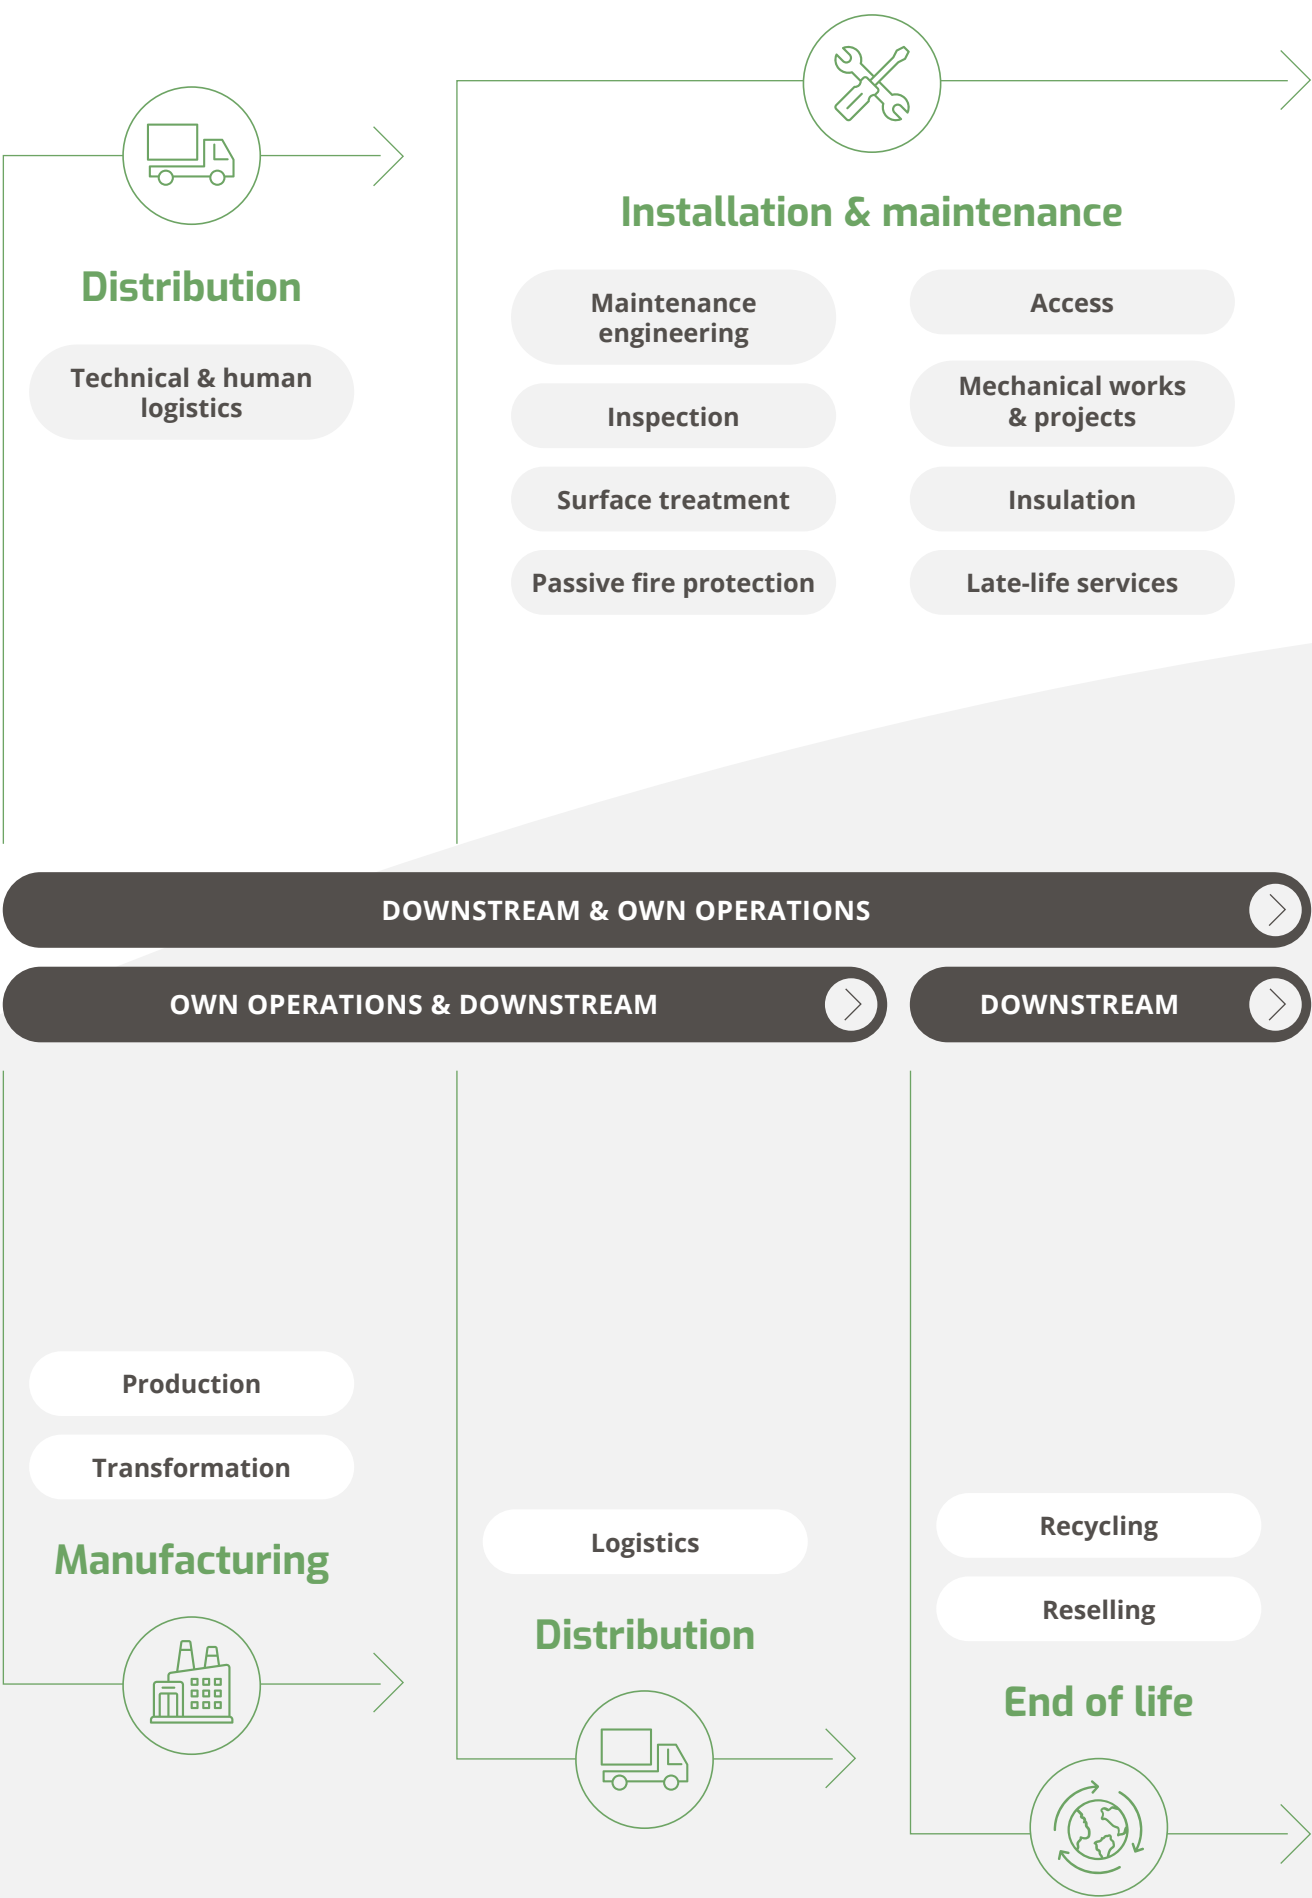 Distribution
Technical & human
logistics
Installation & maintenance
Maintenance
engineering
Inspection
Surface treatment
Passive fire protection
Access
Mechanical works
& projects
Insulation
Late-life services
DOWNSTREAM & OWN OPERATIONS
OWN OPERATIONS & DOWNSTREAM
DOWNSTREAM
Production
Transformation
Manufacturing
Logistics
Distribution
Recycling
Reselling
End of life